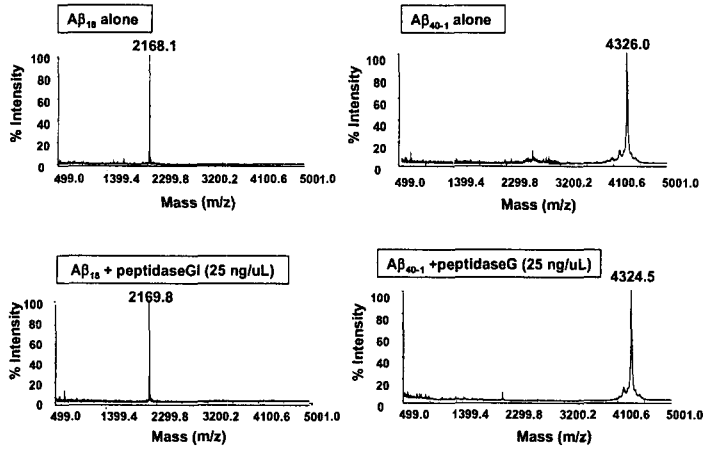 Aβ18 alone
2168.1
% Intensity
100
80
60
40
20
0
499.0 1399.4 2299.8 3200.2 4100.6 5001.0
Mass (m/z)
Aβ40-1 alone
4326.0
% Intensity
100
80
60
40
20
0
499.0 1399.4 2299.8 3200.2 4100.6 5001.0
Mass (m/z)
Aβ18 + peptidaseGI (25 ng/uL)
2169.8
% Intensity
100
80
60
40
20
0
499.0 1399.4 2299.8 3200.2 4100.6 5001.0
Mass (m/z)
Aβ40-1 +peptidaseG (25 ng/uL)
4324.5
% Intensity
100
80
60
40
20
0
499.0 1399.4 2299.8 3200.2 4100.6 5001.0
Mass (m/z)